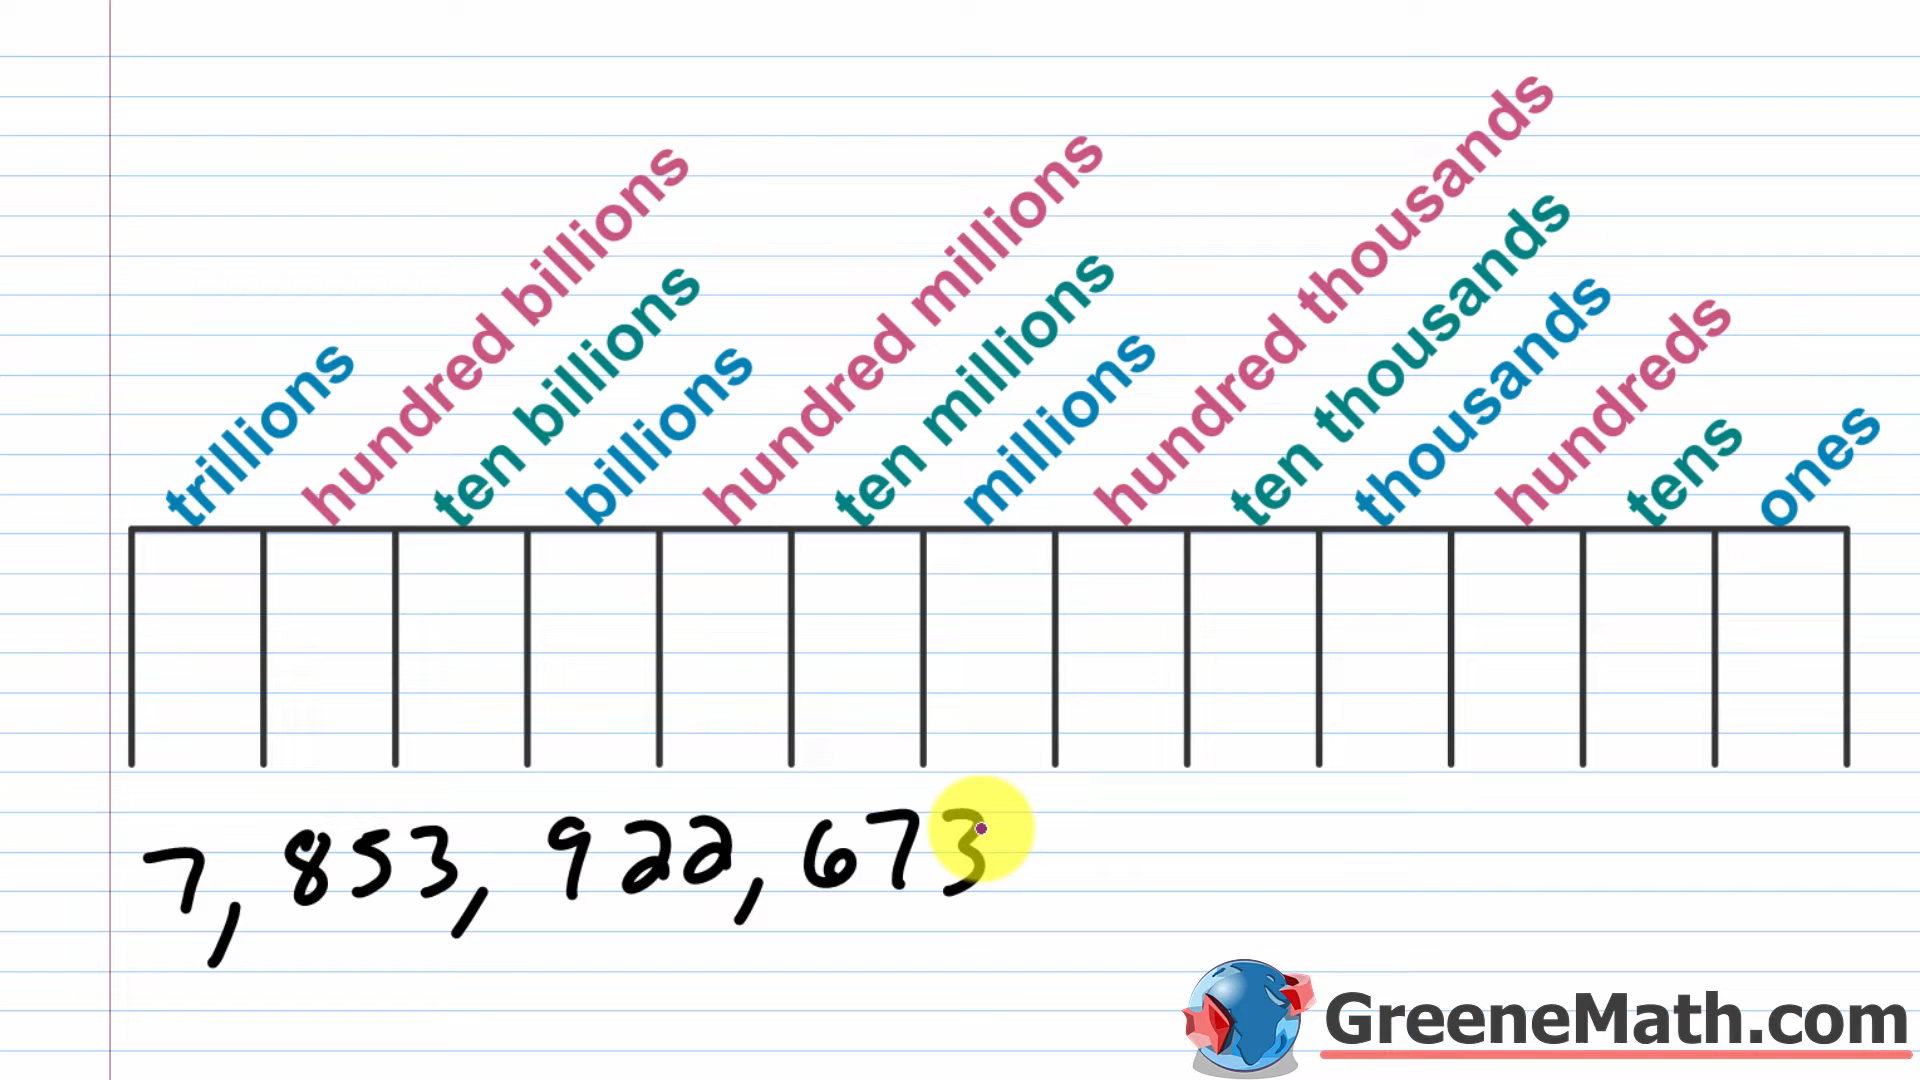 trillions
hundred billions
ten billions
billions
hundred millions
ten millions
millions
hundred thousands
ten thousands
thousands
hundreds
tens
ones
7, 853, 922, 673
GreeneMath.com